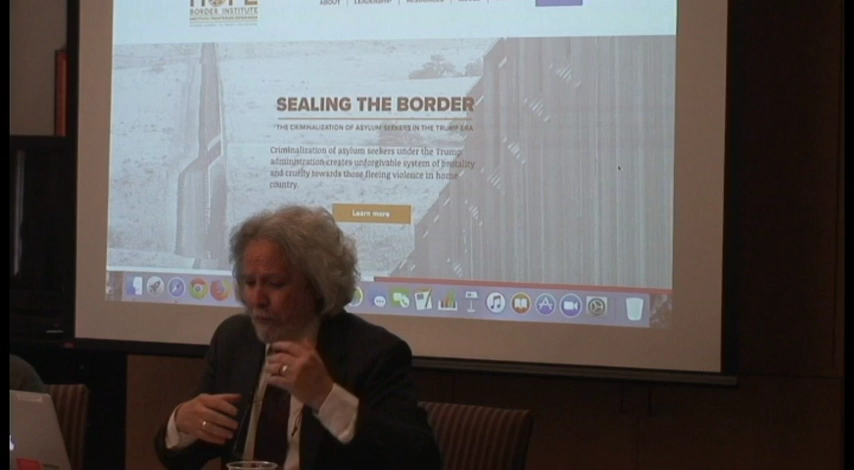 HOPE
BORDER INSTITUTE
ABOUT | LEADERSHIP | RESOURCES
SEALING THE BORDER
THE CRIMINALIZATION OF ASYLUM SEEKERS IN THE TRUMP ERA
Criminalization of asylum seekers under the Trump
administration creates unforgivable system of brutality
and cruelty towards those fleeing violence in home
country.
Learn more